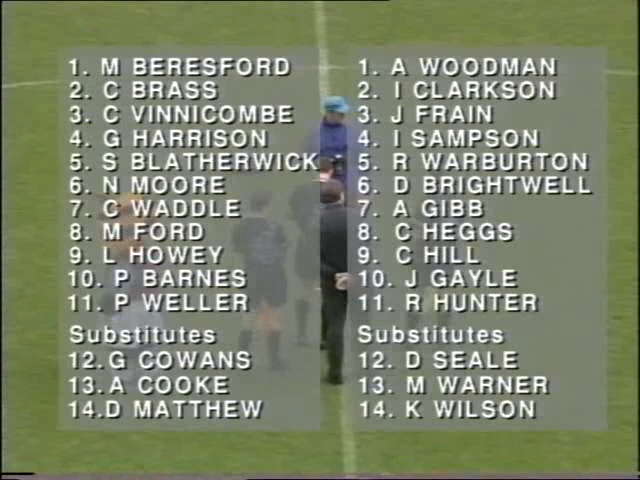 1. M BERESFORD
2. C BRASS
3. C VINNICOMBE
4. G HARRISON
5. S BLATHERWICK
6. N MOORE
7. C WADDLE
8. M FORD
9. L HOWEY
10. P BARNES
11. P WELLER
Substitutes
12. G COWANS
13. A COOKE
14. D MATTHEW
1. A WOODMAN
2. I CLARKSON
3. J FRAIN
4. I SAMPSON
5. R WARBURTON
6. D BRIGHTWELL
7. A GIBB
8. C HEGGS
9. C HILL
10. J GAYLE
11. R HUNTER
Substitutes
12. D SEALE
13. M WARNER
14. K WILSON